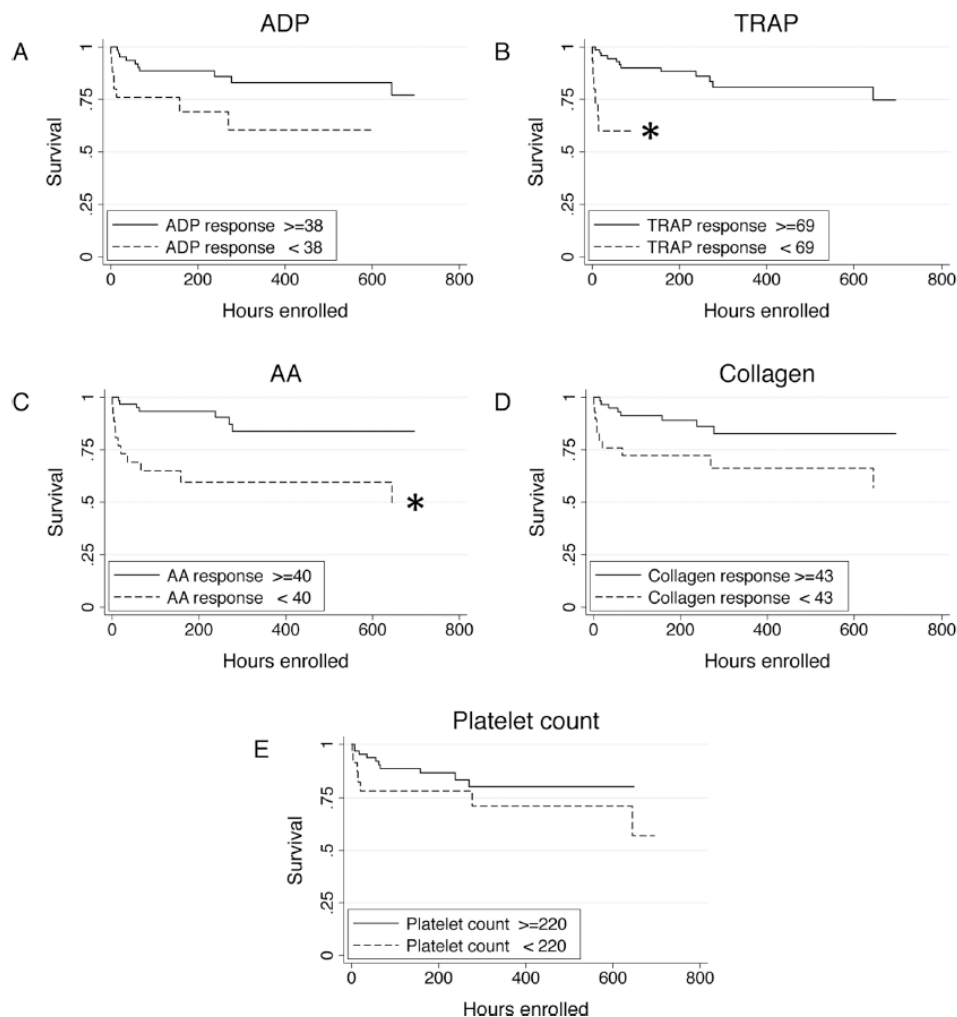 ADP
A
Survival
1
.75
.5
.25
0
ADP response >=38
ADP response < 38
0 200 400 600 800
Hours enrolled
TRAP
B
Survival
1
.75
.5
.25
0
*
TRAP response >=69
TRAP response < 69
0 200 400 600 800
Hours enrolled
AA
C
Survival
1
.75
.5
.25
0
*
AA response >=40
AA response < 40
0 200 400 600 800
Hours enrolled
Collagen
D
Survival
1
.75
.5
.25
0
Collagen response >=43
Collagen response < 43
0 200 400 600 800
Hours enrolled
Platelet count
E
Survival
1
.75
.5
.25
0
Platelet count >=220
Platelet count < 220
0 200 400 600 800
Hours enrolled